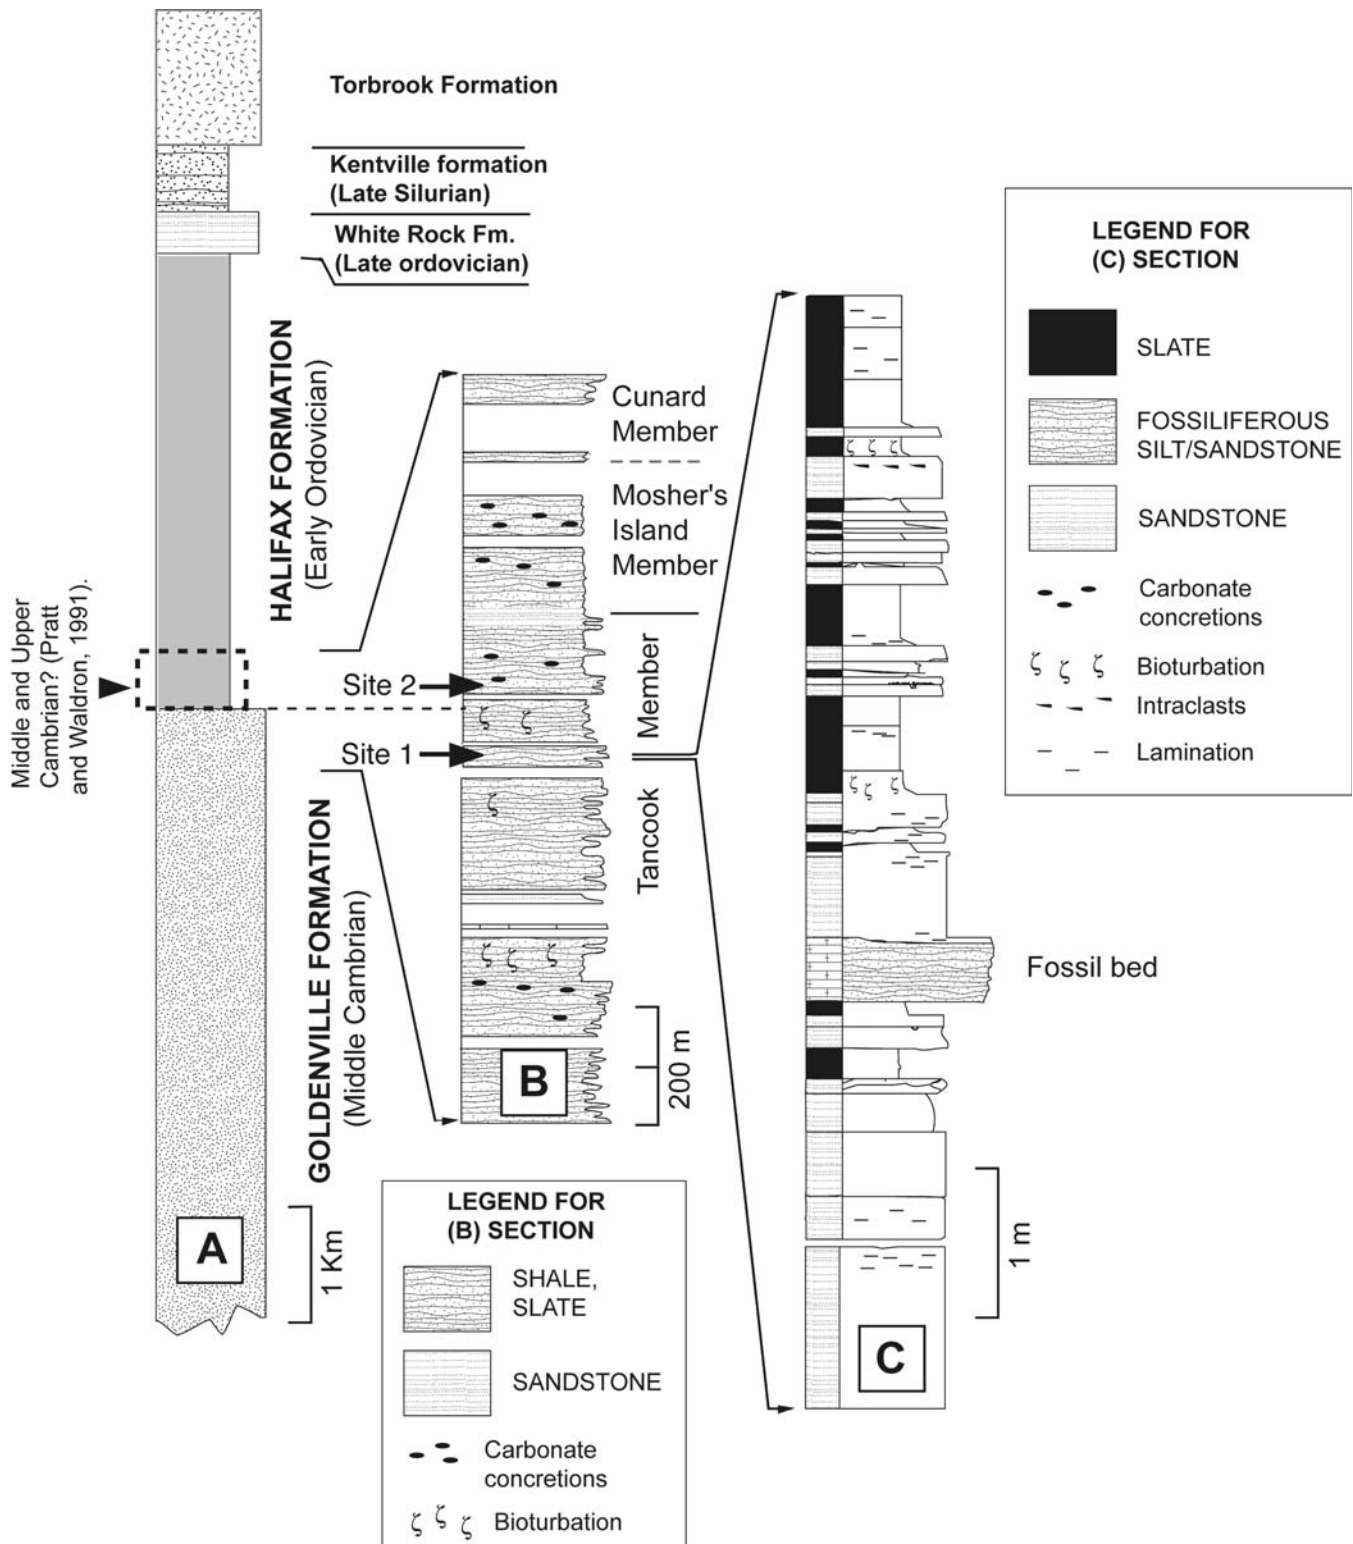 Torbrook Formation
Kentville formation
(Late Silurian)
White Rock Fm.
(Late ordovician)
HALIFAX FORMATION
(Early Ordovician)
Middle and Upper
Cambrian? (Pratt
and Waldron, 1991).
GOLDENVILLE FORMATION
(Middle Cambrian)
A
1 Km
Cunard
Member
Mosher's
Island
Member
Site 2
Site 1
Tancook Member
B
200 m
LEGEND FOR
(B) SECTION
SHALE,
SLATE
SANDSTONE
Carbonate
concretions
Bioturbation
Fossil bed
C
1 m
LEGEND FOR
(C) SECTION
SLATE
FOSSILIFEROUS
SILT/SANDSTONE
SANDSTONE
Carbonate
concretions
Bioturbation
Intraclasts
Lamination